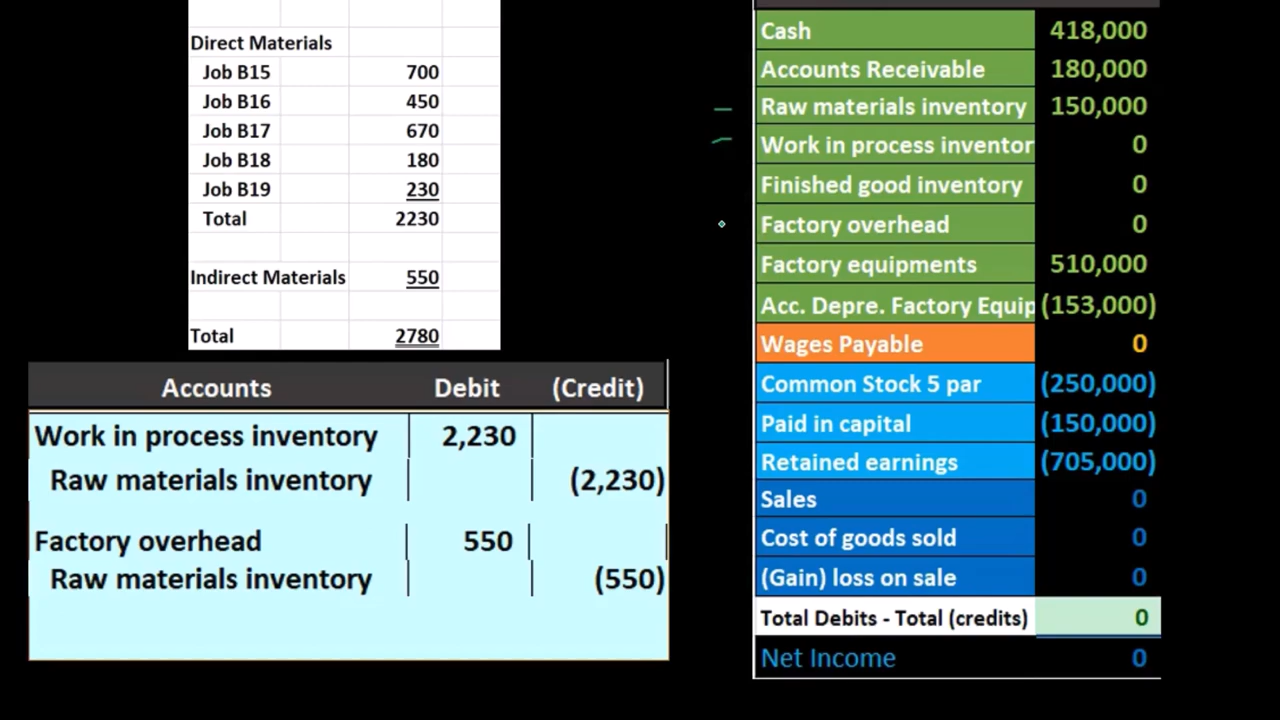 Direct Materials
Job B15 700
Job B16 450
Job B17 670
Job B18 180
Job B19 230
Total 2230
Indirect Materials 550
Total 2780
Accounts Debit (Credit)
Work in process inventory 2,230
Raw materials inventory (2,230)
Factory overhead 550
Raw materials inventory (550)
Cash 418,000
Accounts Receivable 180,000
Raw materials inventory 150,000
Work in process inventor 0
Finished good inventory 0
Factory overhead 0
Factory equipments 510,000
Acc. Depre. Factory Equip (153,000)
Wages Payable 0
Common Stock 5 par (250,000)
Paid in capital (150,000)
Retained earnings (705,000)
Sales 0
Cost of goods sold 0
(Gain) loss on sale 0
Total Debits - Total (credits) 0
Net Income 0